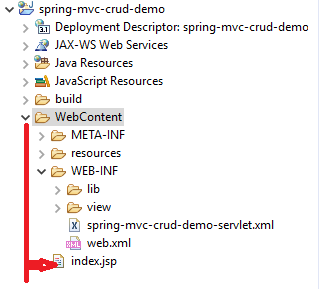 spring-mvc-crud-demo
Deployment Descriptor: spring-mvc-crud-demo
JAX-WS Web Services
Java Resources
JavaScript Resources
build
WebContent
META-INF
resources
WEB-INF
lib
view
spring-mvc-crud-demo-servlet.xml
web.xml
index.jsp